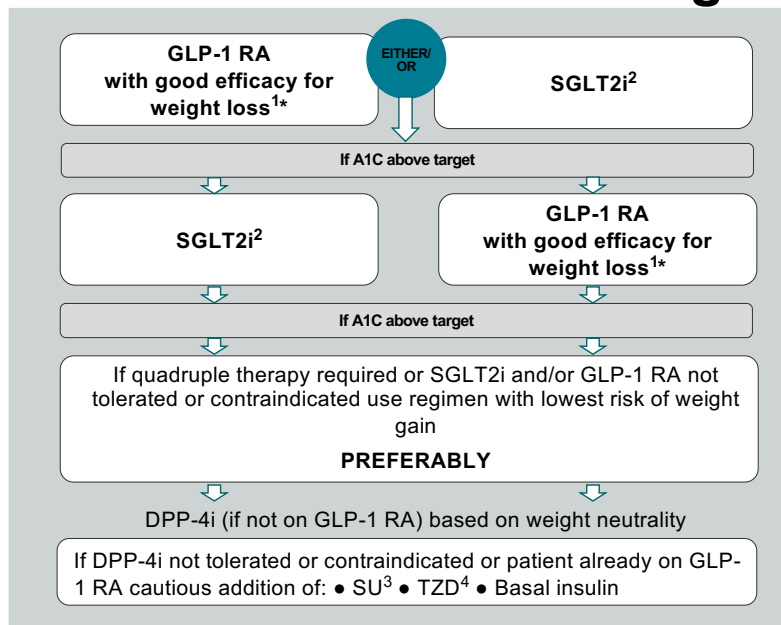 g
GLP-1 RA
with good efficacy for
weight loss1*
EITHER/
OR
SGLT2i2
If A1C above target
SGLT2i2
GLP-1 RA
with good efficacy for
weight loss1*
If A1C above target
If quadruple therapy required or SGLT2i and/or GLP-1 RA not
tolerated or contraindicated use regimen with lowest risk of weight
gain
PREFERABLY
DPP-4i (if not on GLP-1 RA) based on weight neutrality
If DPP-4i not tolerated or contraindicated or patient already on GLP-
1 RA cautious addition of: ● SU3 ● TZD4 ● Basal insulin